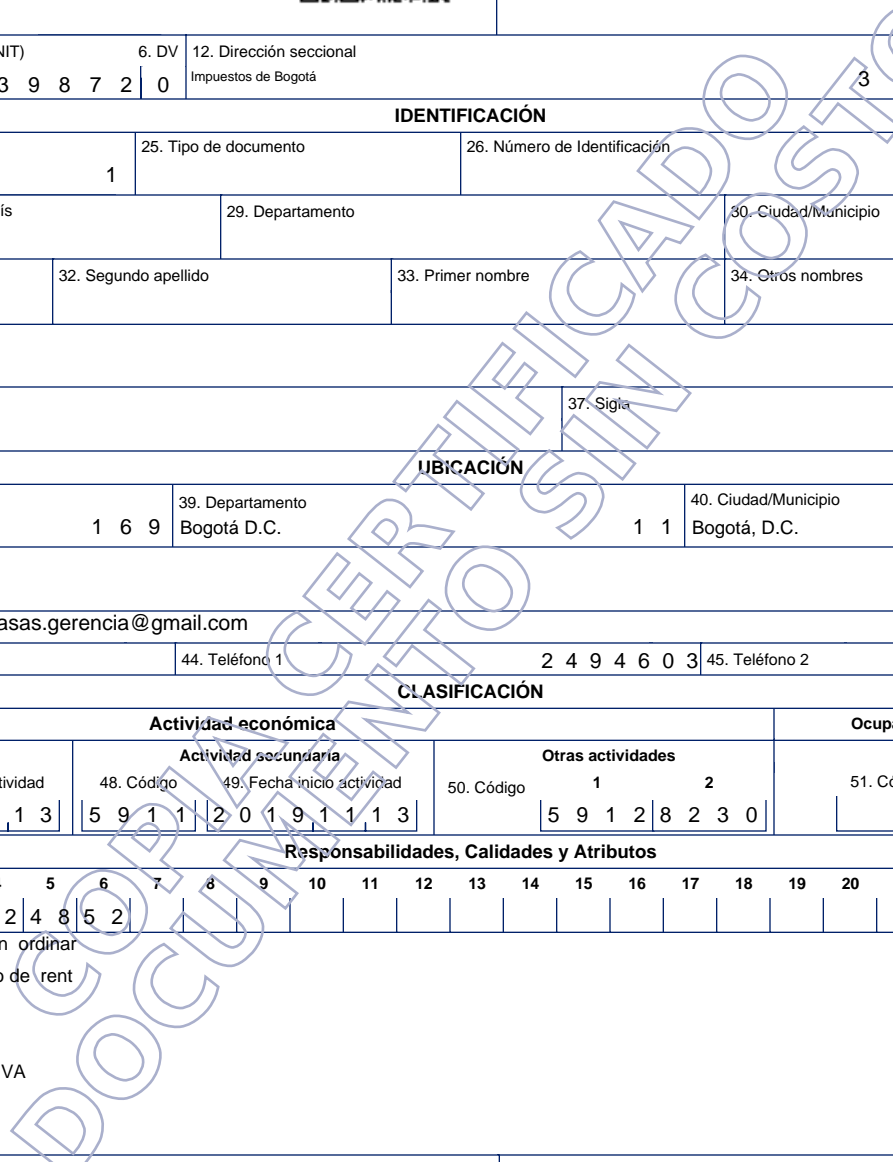 NIT) 6. DV 12. Dirección seccional
3 9 8 7 2 0 Impuestos de Bogotá 3
IDENTIFICACIÓN
25. Tipo de documento 26. Número de Identificación
1
ís 29. Departamento 30. Ciudad/Municipio
32. Segundo apellido 33. Primer nombre 34. Otros nombres
37. Sigla
UBICACIÓN
39. Departamento 40. Ciudad/Municipio
1 6 9 Bogotá D.C. 1 1 Bogotá, D.C.
asas.gerencia@gmail.com
44. Teléfono 1 2 4 9 4 6 0 3 45. Teléfono 2
CLASIFICACIÓN
Actividad económica Ocupa
Actividad secundaria Otras actividades
tividad 48. Código 49. Fecha inicio actividad 50. Código 1 2 51. Có
1 3 5 9 1 1 2 0 1 9 1 1 1 3 5 9 1 2 8 2 3 0
Responsabilidades, Calidades y Atributos
5 6 7 8 9 10 11 12 13 14 15 16 17 18 19 20
2 4 8 5 2
n ordinar
o de rent
VA
COPIA CERTIFICADO
DOCUMENTO SIN COSTO